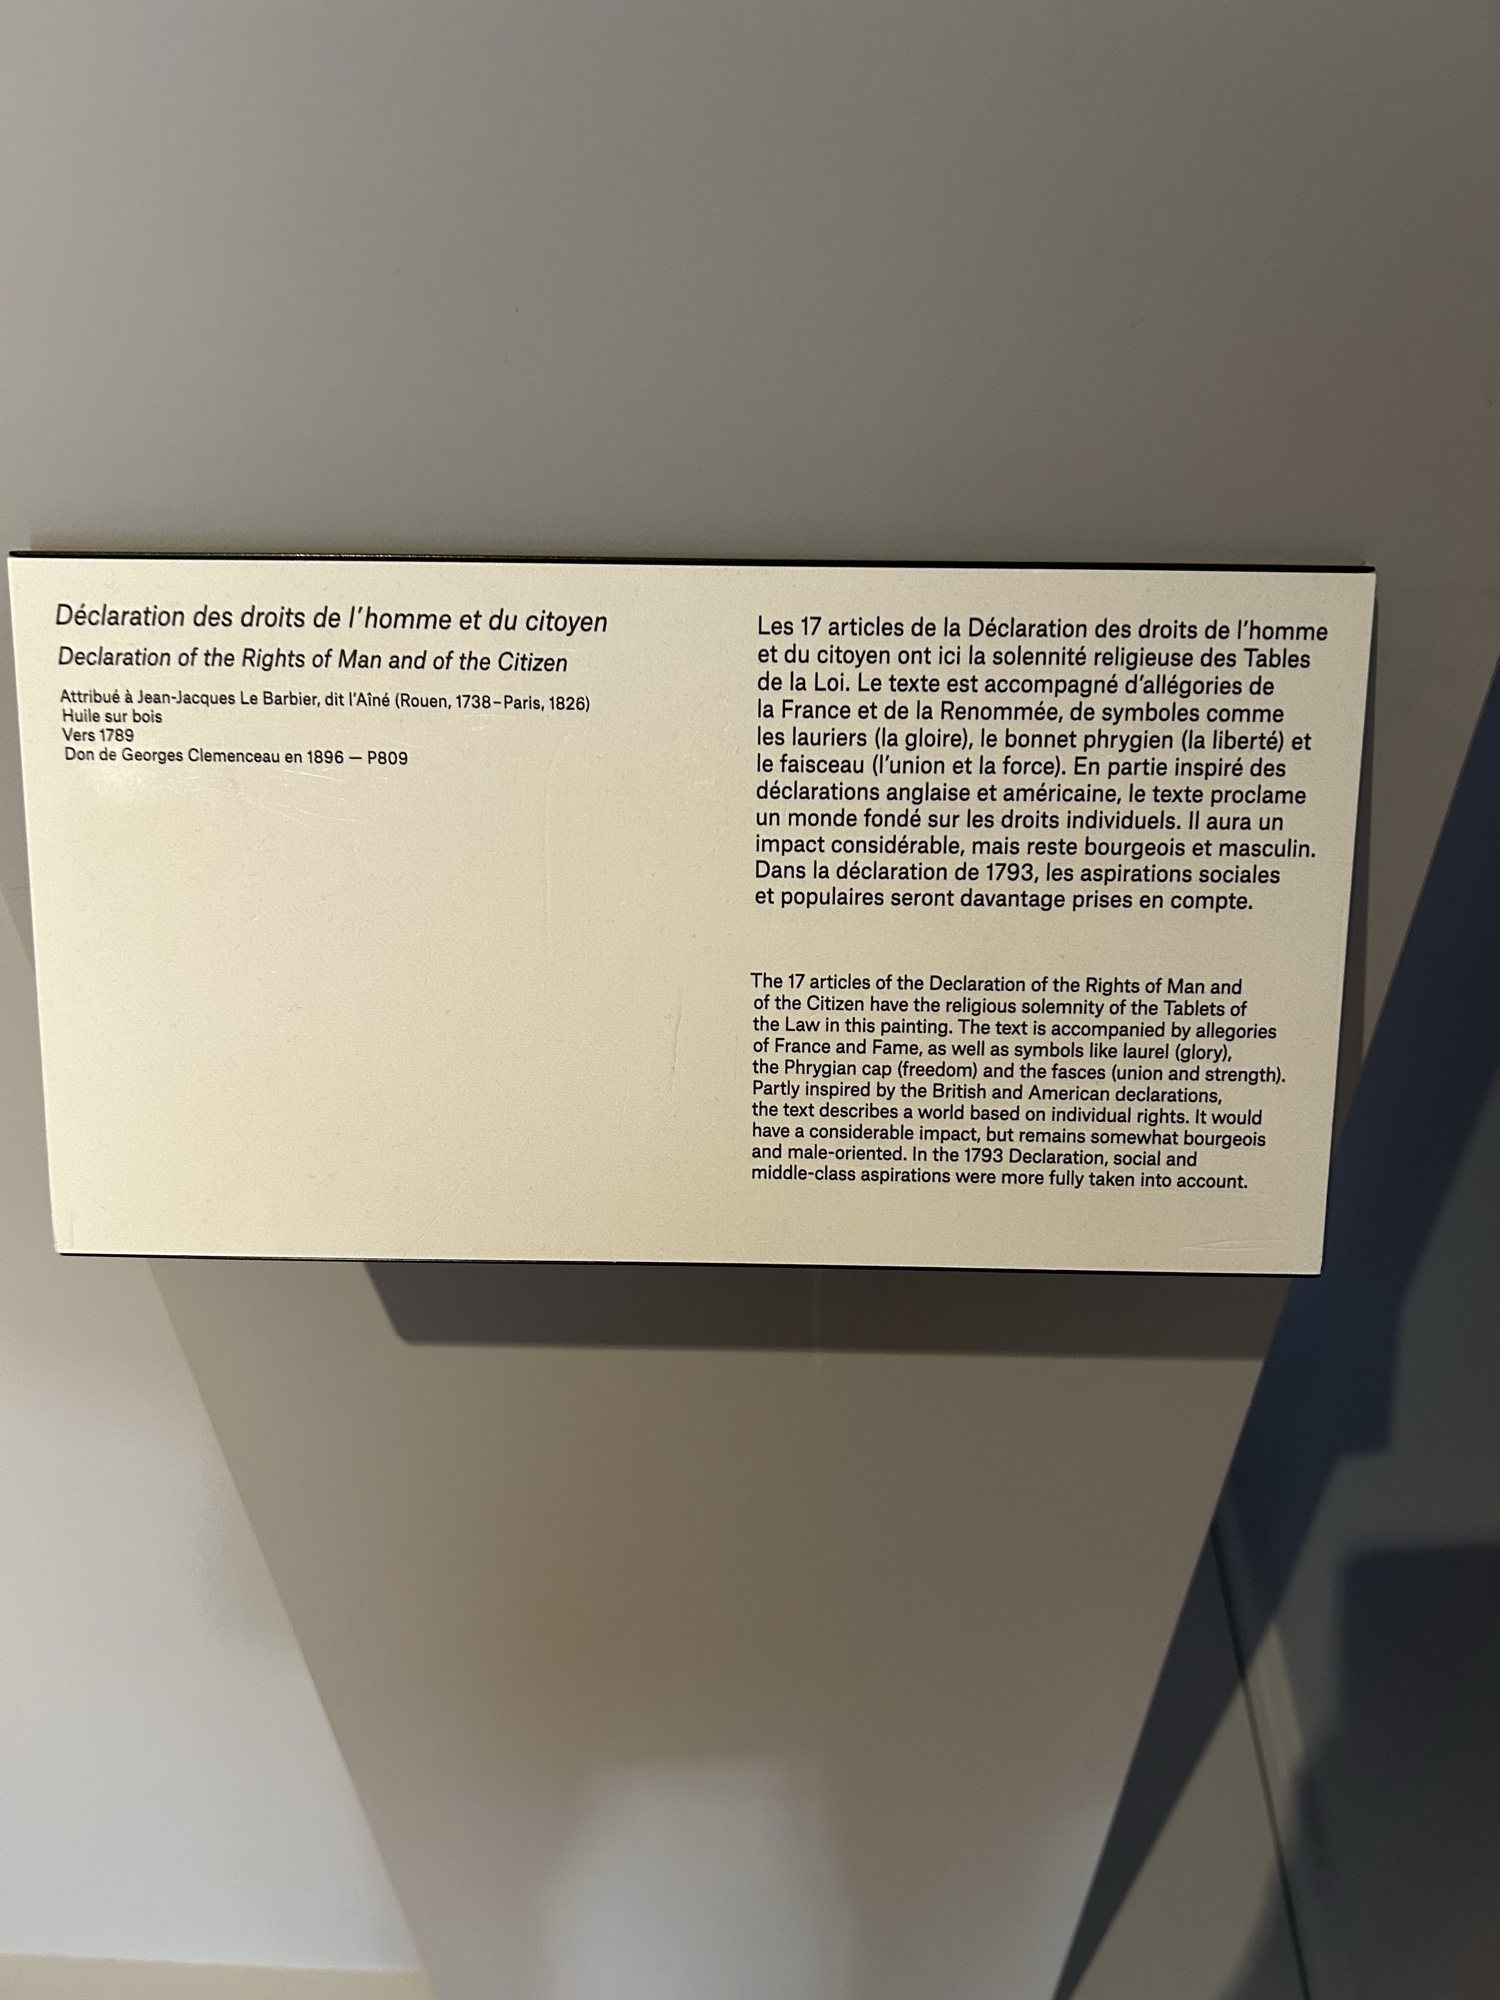 Déclaration des droits de l'homme et du citoyen
Declaration of the Rights of Man and of the Citizen
Attribué à Jean-Jacques Le Barbier, dit l'Aîné (Rouen, 1738–Paris, 1826)
Huile sur bois
Vers 1789
Don de Georges Clemenceau en 1896 — P809
Les 17 articles de la Déclaration des droits de l'homme
et du citoyen ont ici la solennité religieuse des Tables
de la Loi. Le texte est accompagné d'allégories de
la France et de la Renommée, de symboles comme
les lauriers (la gloire), le bonnet phrygien (la liberté) et
le faisceau (l'union et la force). En partie inspiré des
déclarations anglaise et américaine, le texte proclame
un monde fondé sur les droits individuels. Il aura un
impact considérable, mais reste bourgeois et masculin.
Dans la déclaration de 1793, les aspirations sociales
et populaires seront davantage prises en compte.
The 17 articles of the Declaration of the Rights of Man and
of the Citizen have the religious solemnity of the Tablets of
the Law in this painting. The text is accompanied by allegories
of France and Fame, as well as symbols like laurel (glory),
the Phrygian cap (freedom) and the fasces (union and strength).
Partly inspired by the British and American declarations,
the text describes a world based on individual rights. It would
have a considerable impact, but remains somewhat bourgeois
and male-oriented. In the 1793 Declaration, social and
middle-class aspirations were more fully taken into account.